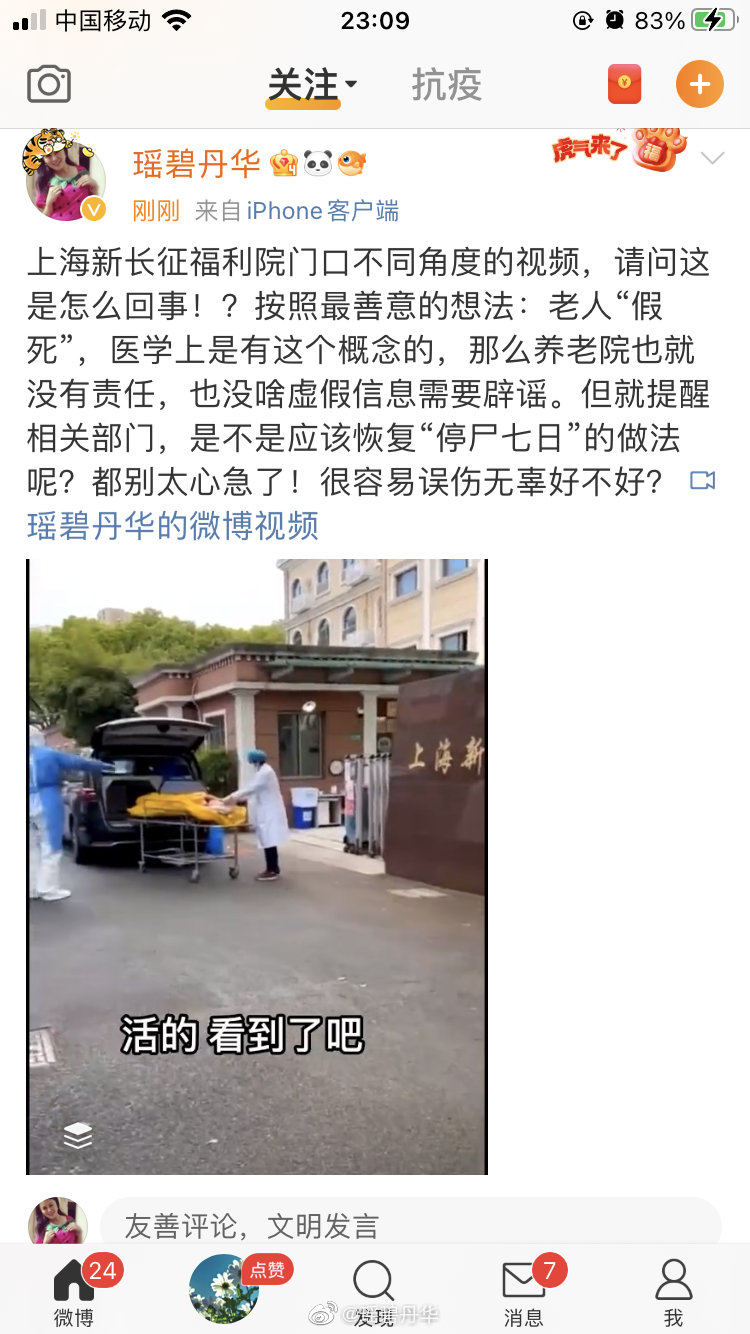 中国移动 23:09 83%
关注 抗疫
瑶碧丹华
虎气来了 福
刚刚 来自 iPhone客户端
上海新长征福利院门口不同角度的视频，请问这
是怎么回事！？按照最善意的想法：老人“假
死”，医学上是有这个概念的，那么养老院也就
没有责任，也没啥虚假信息需要辟谣。但就提醒
相关部门，是不是应该恢复“停尸七日”的做法
呢？都别太心急了！很容易误伤无辜好不好？
瑶碧丹华的微博视频
上海新
活的 看到了吧
友善评论，文明发言
24
点赞
7
微博
发现
消息
我
@瑶碧丹华